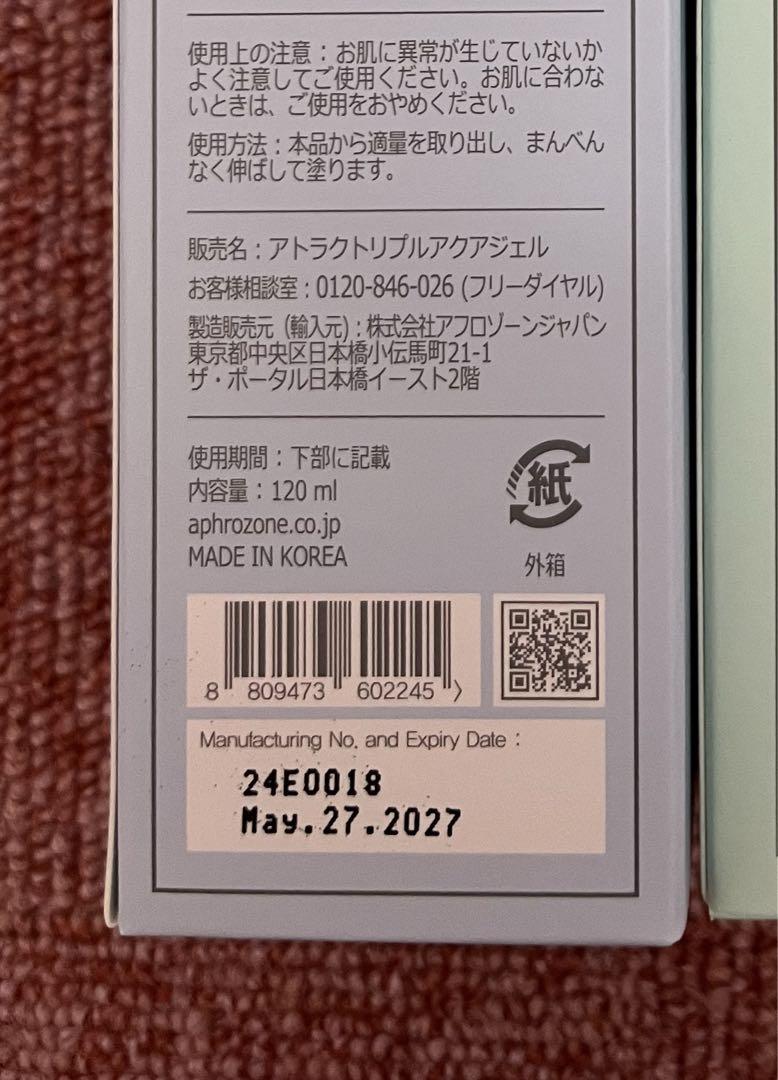 使用上の注意：お肌に異常が生じていないか
よく注意してご使用ください。お肌に合わな
いときは、ご使用をおやめください。
使用方法：本品から適量を取り出し、まんべん
なく伸ばして塗ります。
販売名：アトラクトリプルアクアジェル
お客様相談室：0120-846-026 (フリーダイヤル)
製造販売元（輸入元）：株式会社アフロゾーンジャパン
東京都中央区日本橋小伝馬町21-1
ザ・ポータル日本橋イースト2階
使用期間：下部に記載
内容量：120 ml
aphrozone.co.jp
MADE IN KOREA
紙
外箱
8 809473 602245 >
Manufacturing No. and Expiry Date :
24E0018
May.27.2027